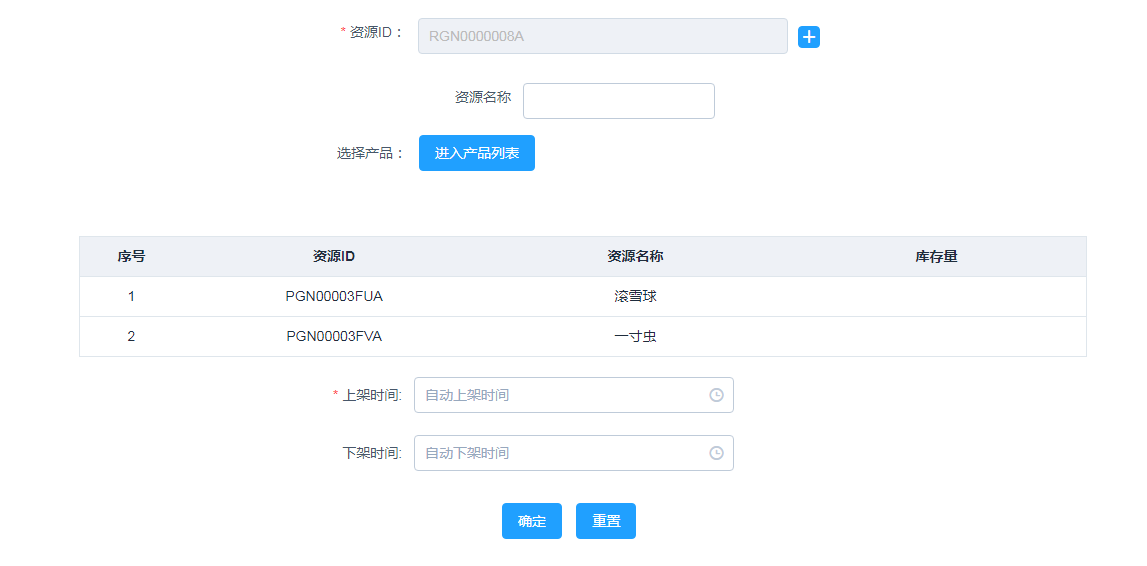 * 资源ID： RGN0000008A
资源名称
选择产品： 进入产品列表
序号 资源ID 资源名称 库存量
1 PGN00003FUA 滚雪球
2 PGN00003FVA 一寸虫
* 上架时间: 自动上架时间
下架时间: 自动下架时间
确定 重置